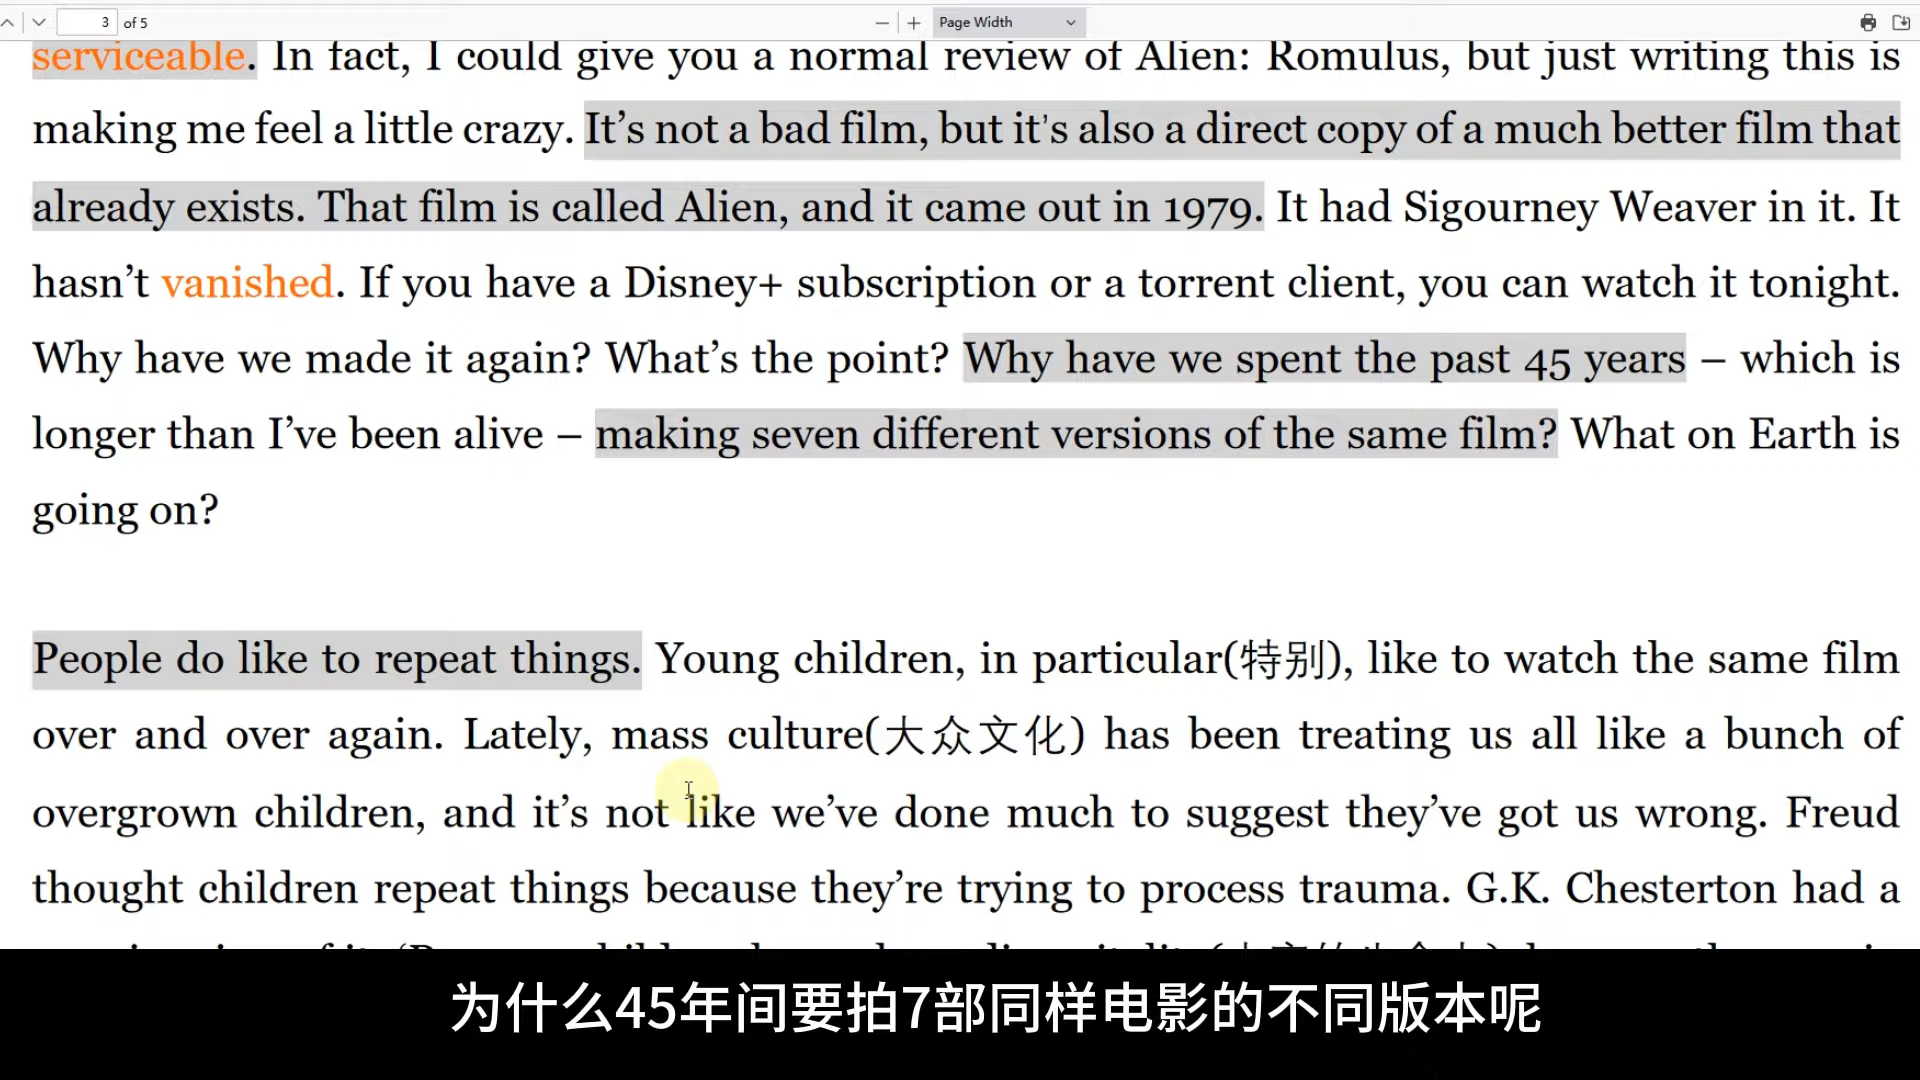 3 of 5
Page Width
serviceable. In fact, I could give you a normal review of Alien: Romulus, but just writing this is
making me feel a little crazy. It’s not a bad film, but it's also a direct copy of a much better film that
already exists. That film is called Alien, and it came out in 1979. It had Sigourney Weaver in it. It
hasn’t vanished. If you have a Disney+ subscription or a torrent client, you can watch it tonight.
Why have we made it again? What’s the point? Why have we spent the past 45 years – which is
longer than I’ve been alive – making seven different versions of the same film? What on Earth is
going on?
People do like to repeat things. Young children, in particular(特别), like to watch the same film
over and over again. Lately, mass culture(大众文化) has been treating us all like a bunch of
overgrown children, and it’s not like we’ve done much to suggest they’ve got us wrong. Freud
thought children repeat things because they’re trying to process trauma. G.K. Chesterton had a
为什么45年间要拍7部同样电影的不同版本呢